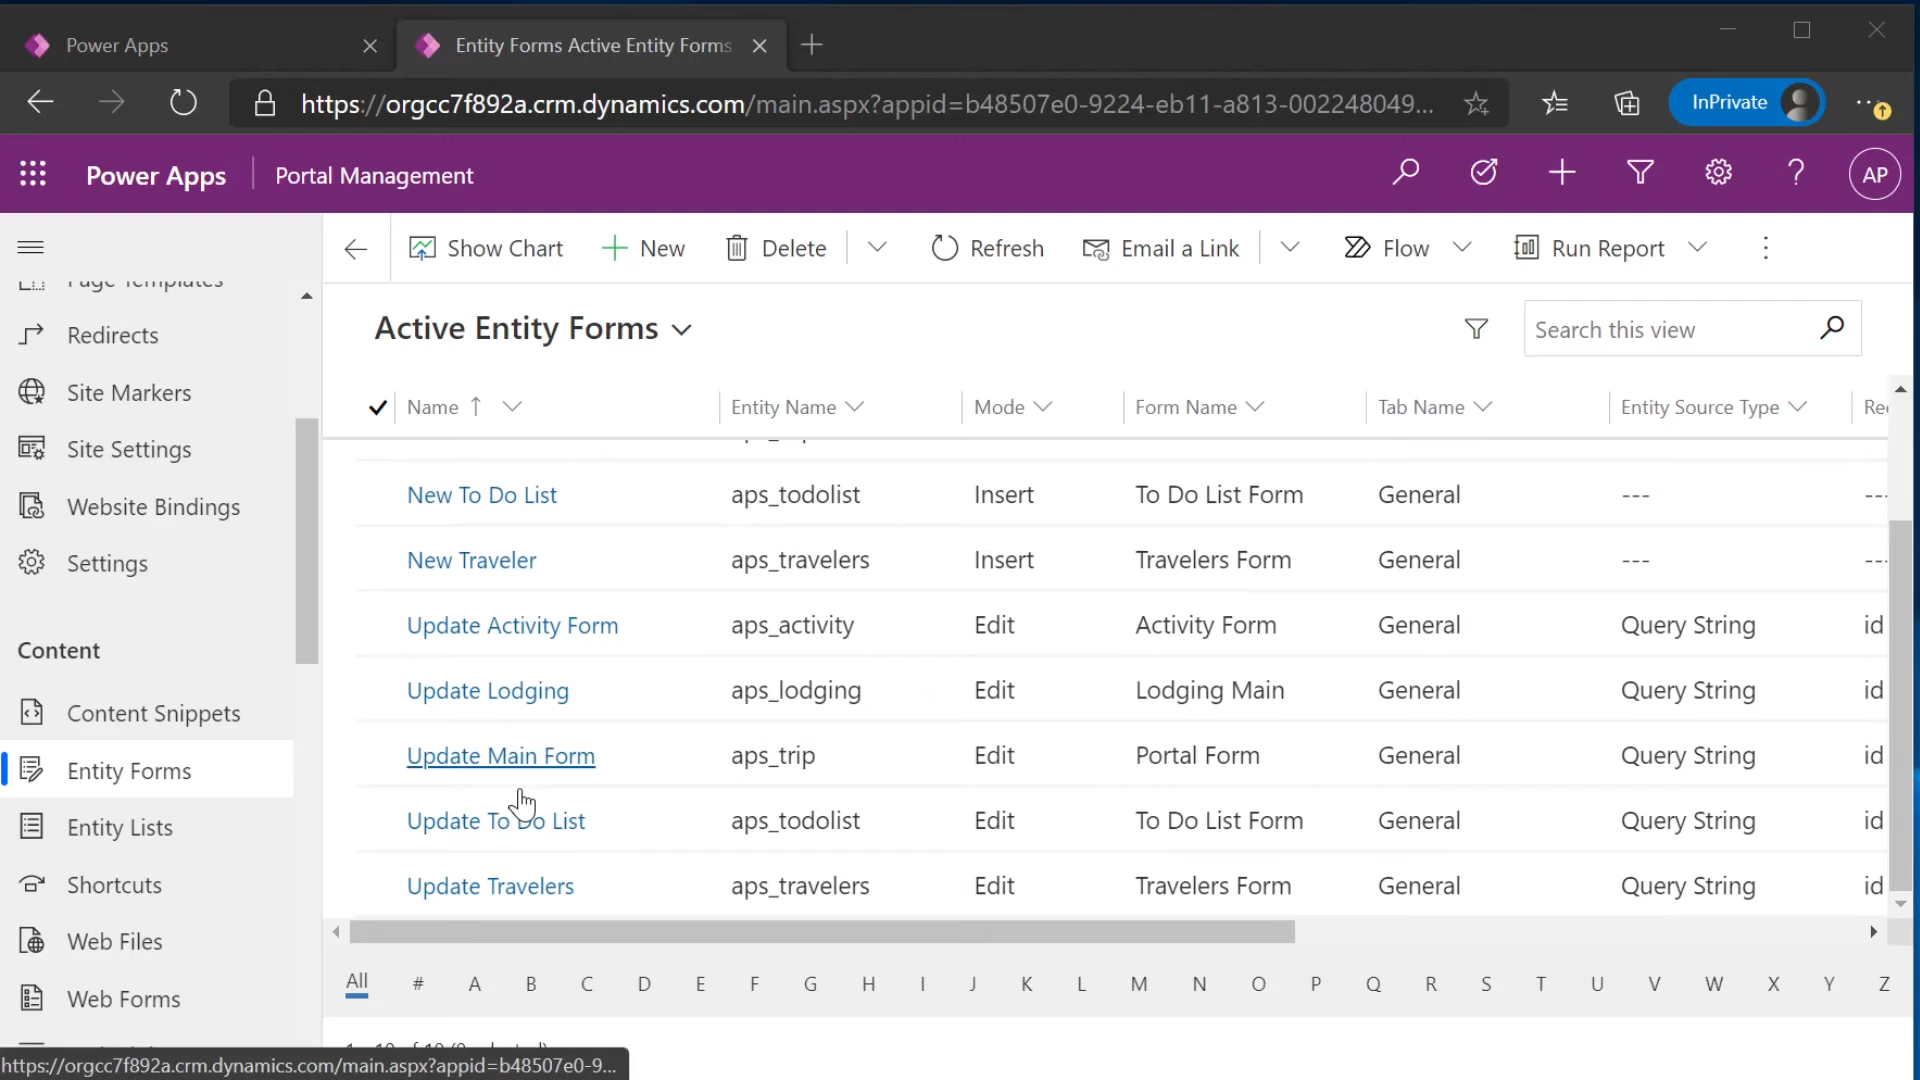 Power Apps
Entity Forms Active Entity Forms
https://orgcc7f892a.crm.dynamics.com/main.aspx?appid=b48507e0-9224-eb11-a813-002248049...
InPrivate
Power Apps
Portal Management
AP
Show Chart
New
Delete
Refresh
Email a Link
Flow
Run Report
Page Templates
Redirects
Site Markers
Site Settings
Website Bindings
Settings
Content
Content Snippets
Entity Forms
Entity Lists
Shortcuts
Web Files
Web Forms
Active Entity Forms
Search this view
Name Entity Name Mode Form Name Tab Name Entity Source Type Rec
New To Do List aps_todolist Insert To Do List Form General --- ---
New Traveler aps_travelers Insert Travelers Form General --- ---
Update Activity Form aps_activity Edit Activity Form General Query String id
Update Lodging aps_lodging Edit Lodging Main General Query String id
Update Main Form aps_trip Edit Portal Form General Query String id
Update To Do List aps_todolist Edit To Do List Form General Query String id
Update Travelers aps_travelers Edit Travelers Form General Query String id
All # A B C D E F G H I J K L M N O P Q R S T U V W X Y Z
https://orgcc7f892a.crm.dynamics.com/main.aspx?appid=b48507e0-9...